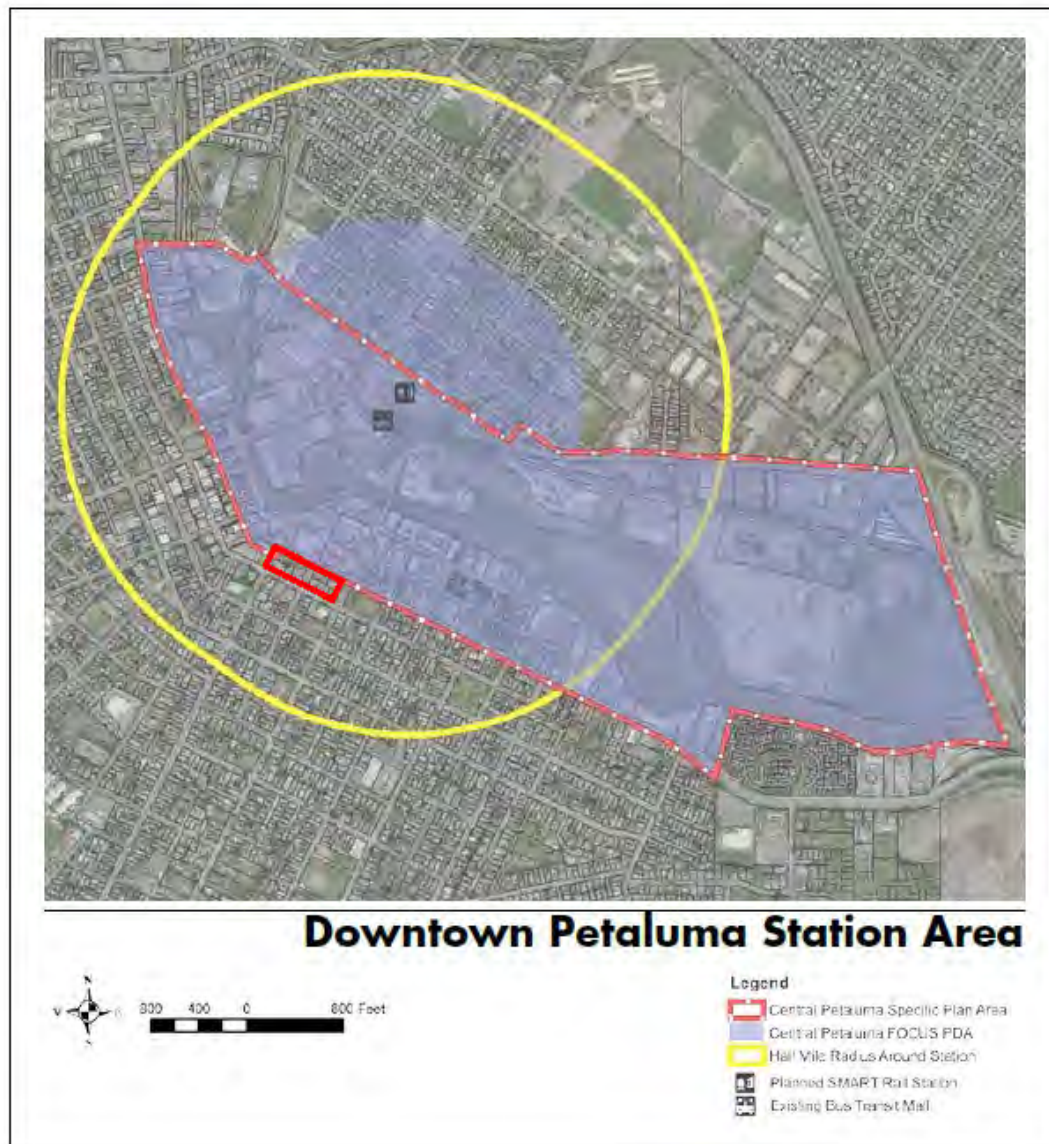 Downtown Petaluma Station Area
N
800 400 0 800 Feet
Legend
Central Petaluma Specific Plan Area
Central Petaluma FOCUS PDA
Half Mile Radius Around Station
Planned SMART Rail Station
Existing Bus Transit Mall